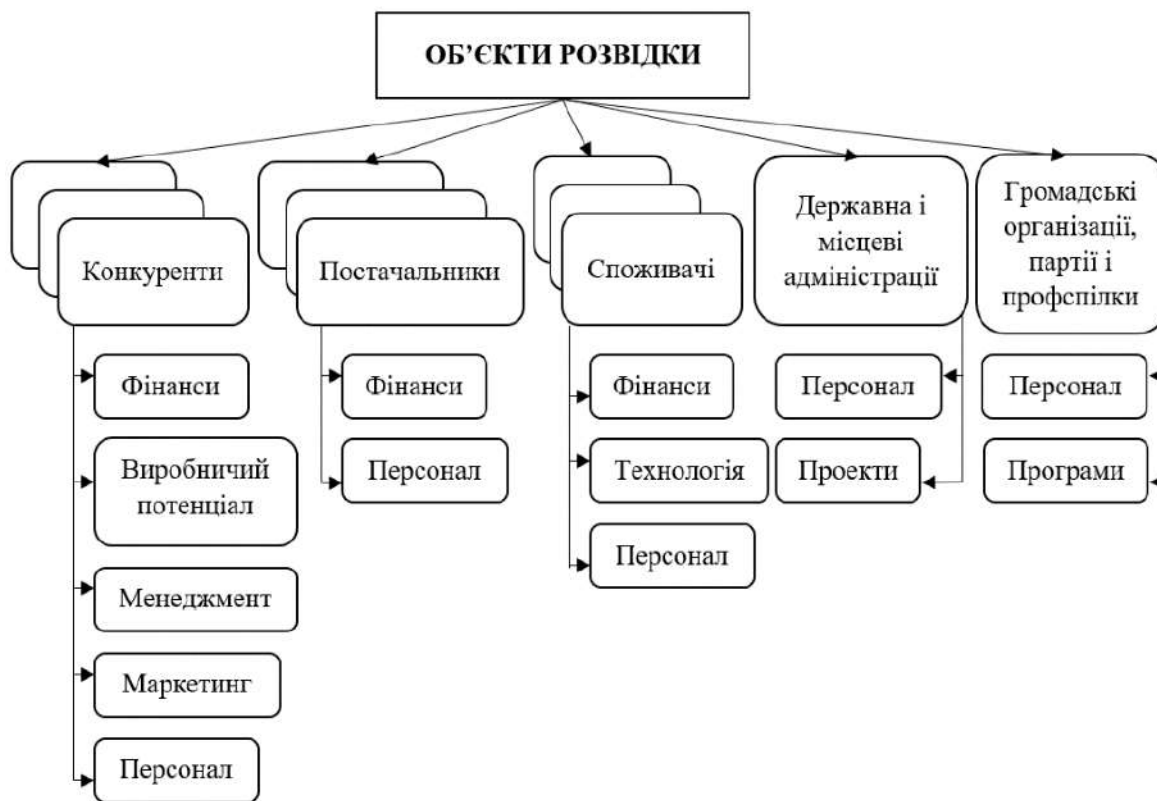 ОБ’ЄКТИ РОЗВІДКИ
Конкуренти
Фінанси
Виробничий
потенціал
Менеджмент
Маркетинг
Персонал
Постачальники
Фінанси
Персонал
Споживачі
Фінанси
Технологія
Персонал
Державна і
місцеві
адміністрації
Персонал
Проекти
Громадські
організації,
партії і
профспілки
Персонал
Програми